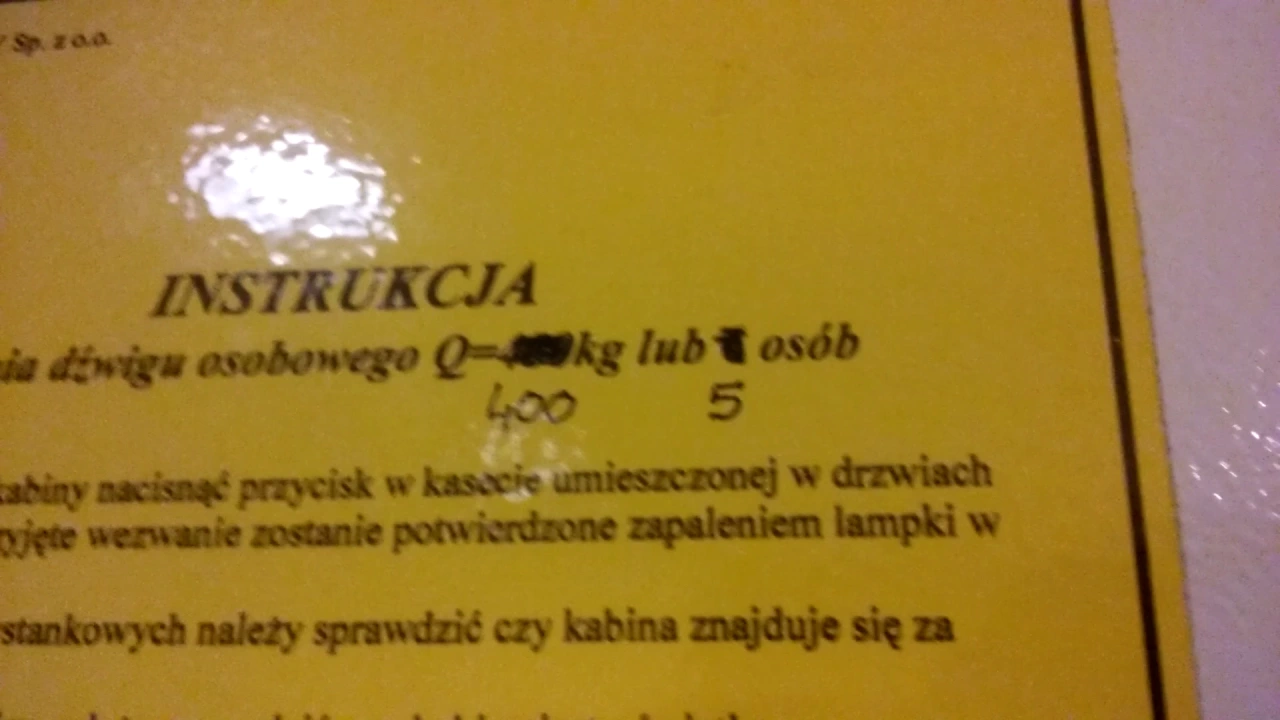 Sp. z o.o.
INSTRUKCJA
dźwigu osobowego Q= kg lub osób
400 5
kabiny nacisnąć przycisk w kasecie umieszczonej w drzwiach
wezwanie zostanie potwierdzone zapaleniem lampki w
należy sprawdzić czy kabina znajduje się za